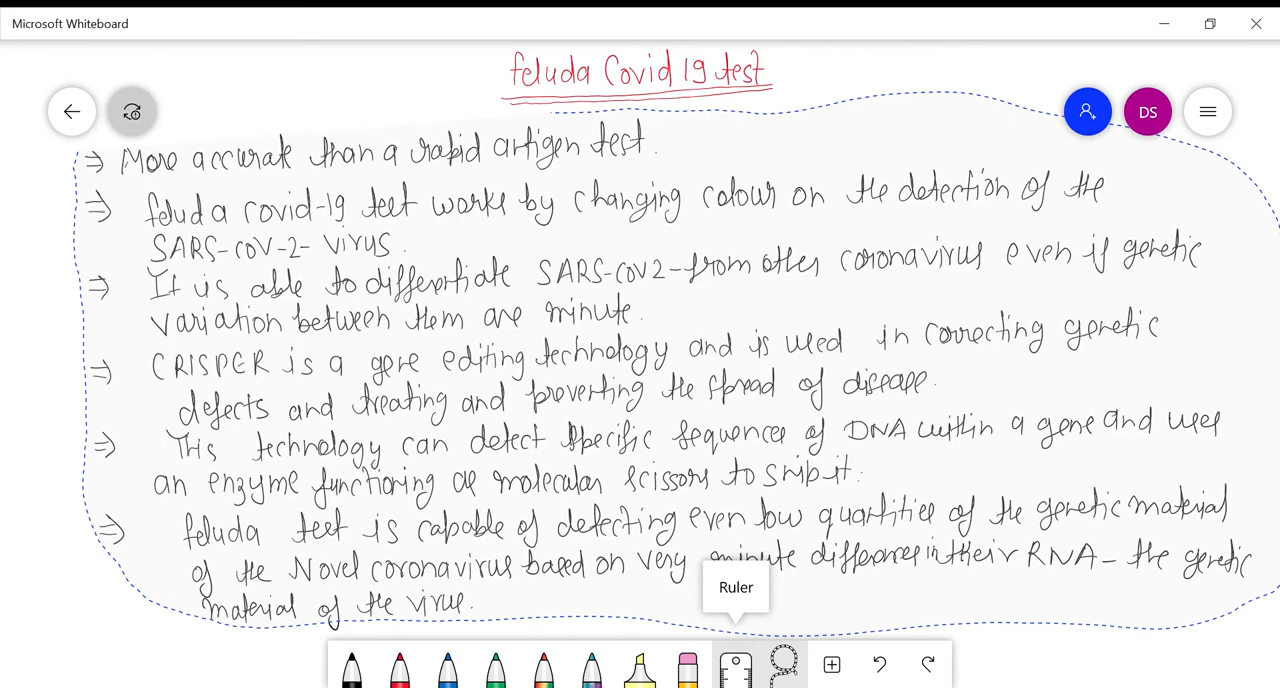 Microsoft Whiteboard
feluda Covid 19 test
DS
⇒ More accurate than a rapid antigen test.
⇒ feluda covid-19 test works by changing colour on the detection of the
SARS-COV-2- VIRUS.
⇒ It is able to differentiate SARS-COV2-from other coronavirus even if genetic
variation between them are minute.
⇒ CRISPER is a gene editing technology and is used in correcting genetic
defects and treating and preventing the spread of disease.
⇒ This technology can detect specific sequences of DNA within a gene and uses
an enzyme functioning as molecular scissors to snip it.
⇒ feluda test is capable of detecting even low quantities of the genetic material
of the Novel coronavirus based on very minute differences in their RNA - the genetic
material of the virus.
Ruler